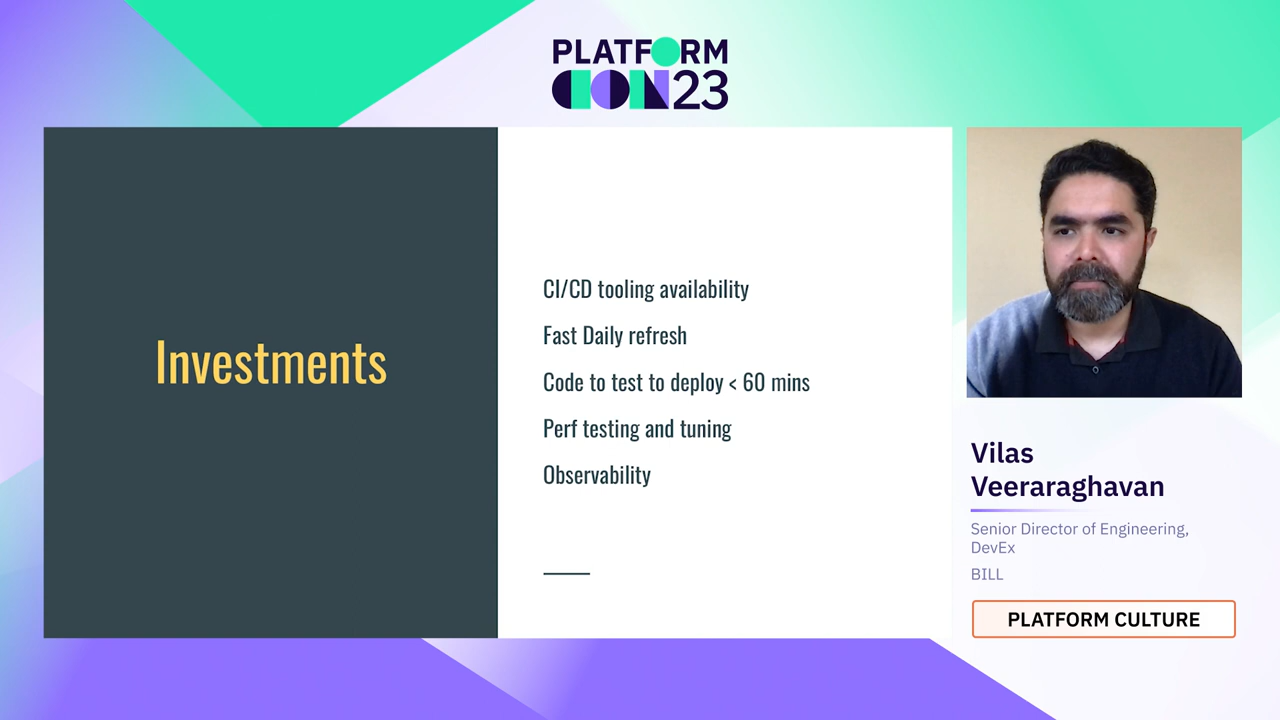 PLATFORM
CON23
Investments
CI/CD tooling availability
Fast Daily refresh
Code to test to deploy < 60 mins
Perf testing and tuning
Observability
Vilas
Veeraraghavan
Senior Director of Engineering,
DevEx
BILL
PLATFORM CULTURE